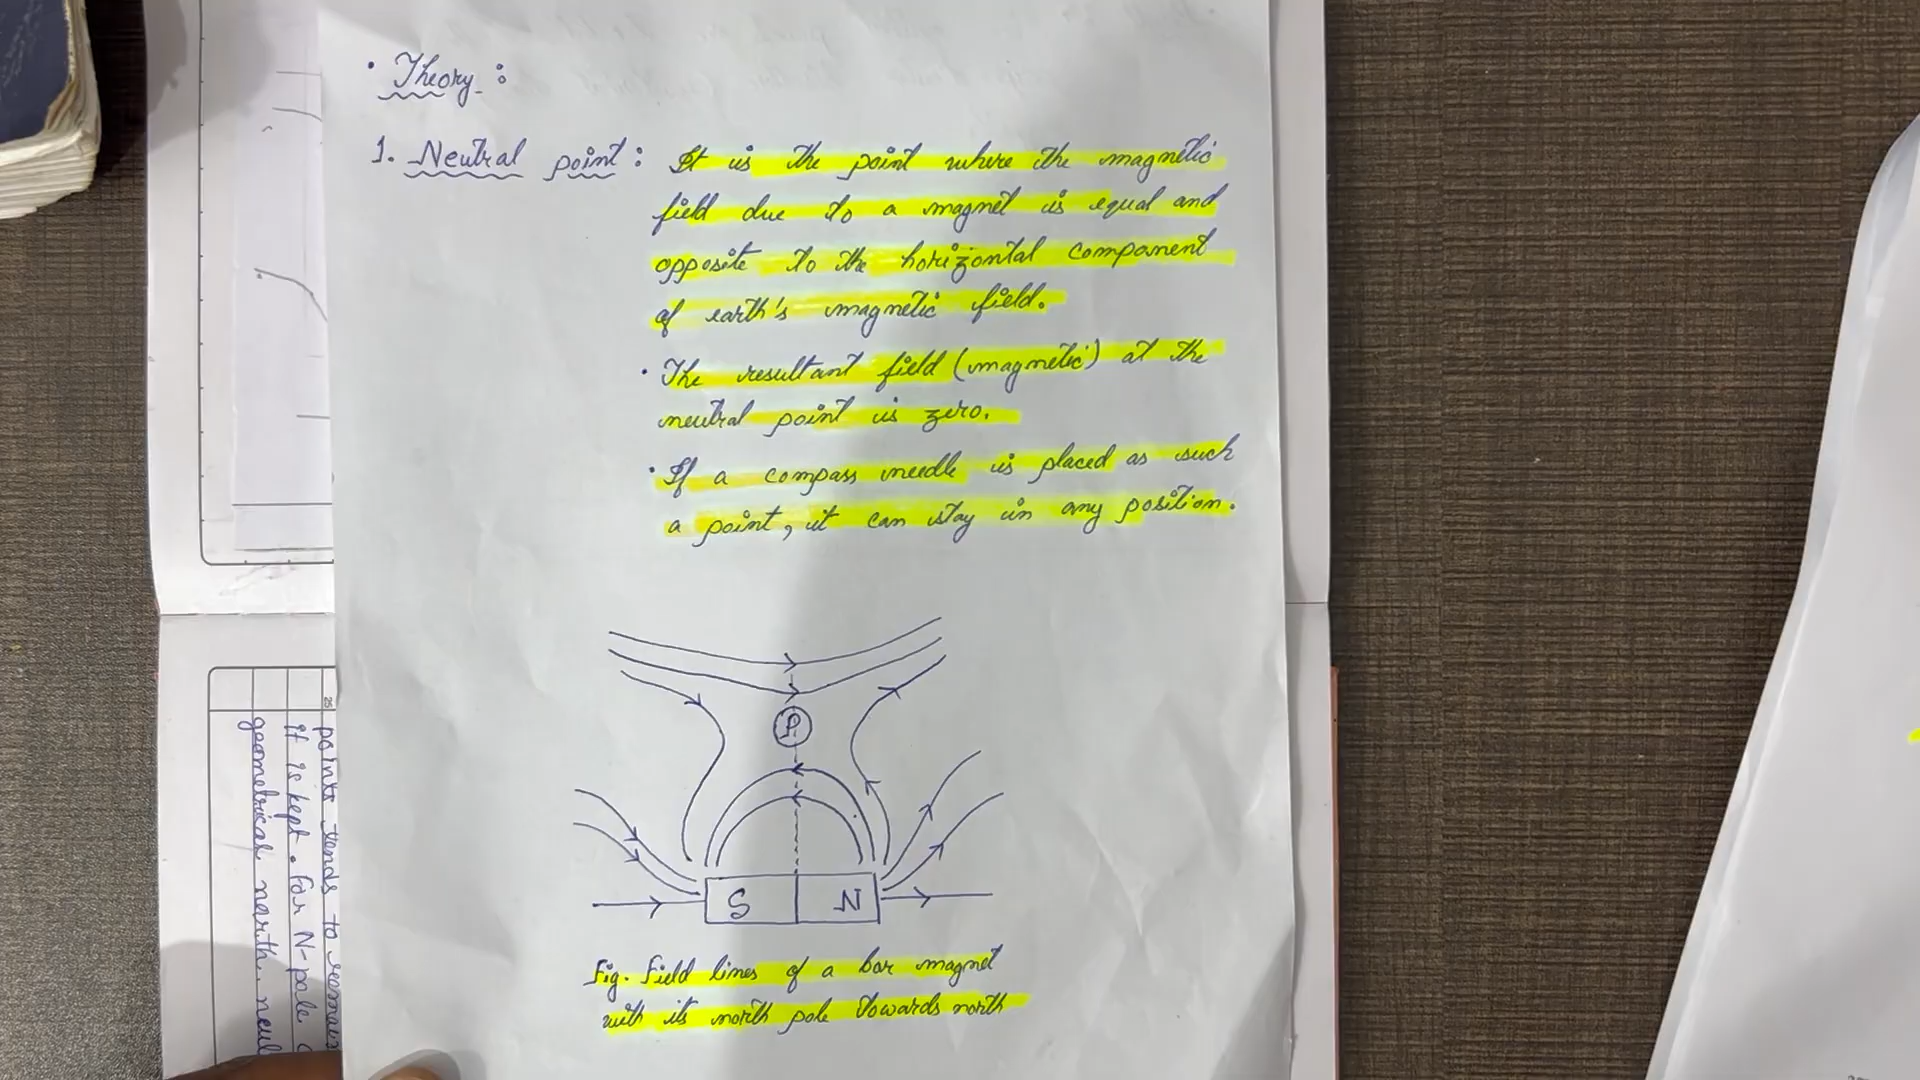 • Theory :
1. Neutral point : It is the point where the magnetic
field due to a magnet is equal and
opposite to the horizontal component
of earth's magnetic field.
• The resultant field (magnetic) at the
neutral point is zero.
• If a compass needle is placed as such
a point, it can stay in any position.
S N
Fig. Field lines of a bar magnet
with its north pole towards north
25
points tends to remain
it is kept. For N-pole
geometrical north. neu